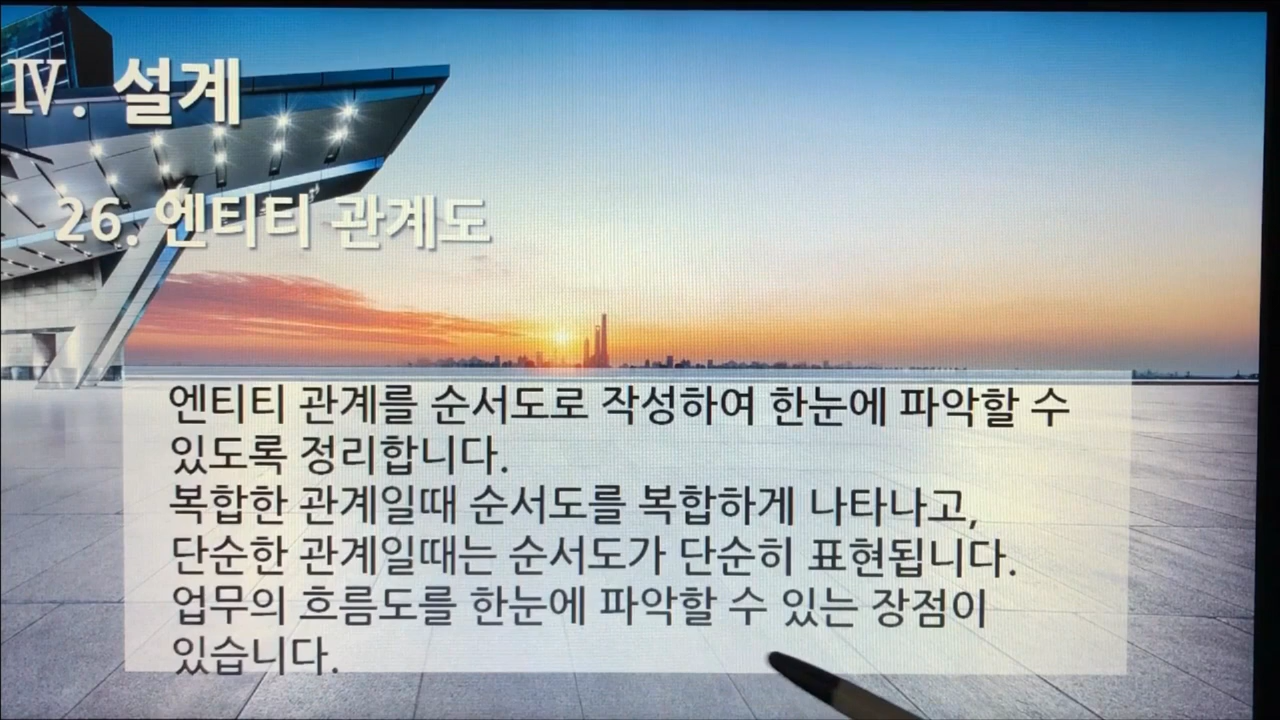 Ⅳ. 설계
26. 엔티티 관계도
엔티티 관계를 순서도로 작성하여 한눈에 파악할 수
있도록 정리합니다.
복합한 관계일때 순서도를 복합하게 나타나고,
단순한 관계일때는 순서도가 단순히 표현됩니다.
업무의 흐름도를 한눈에 파악할 수 있는 장점이
있습니다.